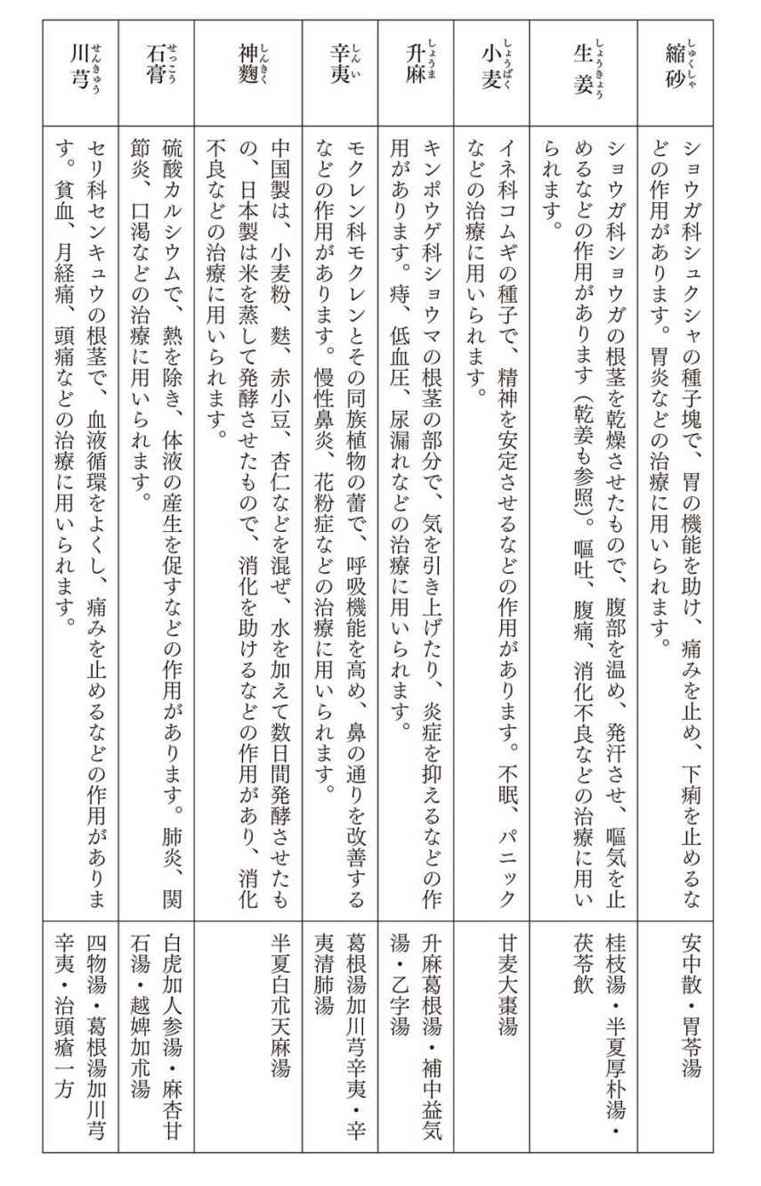 縮砂
しゅくしゃ
ショウガ科シュクシャの種子塊で、胃の機能を助け、痛みを止め、下痢を止めるな
どの作用があります。胃炎などの治療に用いられます。
安中散・胃苓湯
生姜
しょうきょう
ショウガ科ショウガの根茎を乾燥させたもので、腹部を温め、発汗させ、嘔気を止
めるなどの作用があります（乾姜も参照）。嘔吐、腹痛、消化不良などの治療に用い
られます。
桂枝湯・半夏厚朴湯・
茯苓飲
小麦
しょうばく
イネ科コムギの種子で、精神を安定させるなどの作用があります。不眠、パニック
などの治療に用いられます。
甘麦大棗湯
升麻
しょうま
キンポウゲ科ショウマの根茎の部分で、気を引き上げたり、炎症を抑えるなどの作
用があります。痔、低血圧、尿漏れなどの治療に用いられます。
升麻葛根湯・補中益気
湯・乙字湯
辛夷
しんい
モクレン科モクレンとその同族植物の蕾で、呼吸機能を高め、鼻の通りを改善する
などの作用があります。慢性鼻炎、花粉症などの治療に用いられます。
葛根湯加川芎辛夷・辛
夷清肺湯
神麴
しんきく
中国製は、小麦粉、麩、赤小豆、杏仁などを混ぜ、水を加えて数日間発酵させたも
の、日本製は米を蒸して発酵させたもので、消化を助けるなどの作用があり、消化
不良などの治療に用いられます。
半夏白朮天麻湯
石膏
せっこう
硫酸カルシウムで、熱を除き、体液の産生を促すなどの作用があります。肺炎、関
節炎、口渇などの治療に用いられます。
白虎加人参湯・麻杏甘
石湯・越婢加朮湯
川芎
せんきゅう
セリ科センキュウの根茎で、血液循環をよくし、痛みを止めるなどの作用がありま
す。貧血、月経痛、頭痛などの治療に用いられます。
四物湯・葛根湯加川芎
辛夷・治頭瘡一方